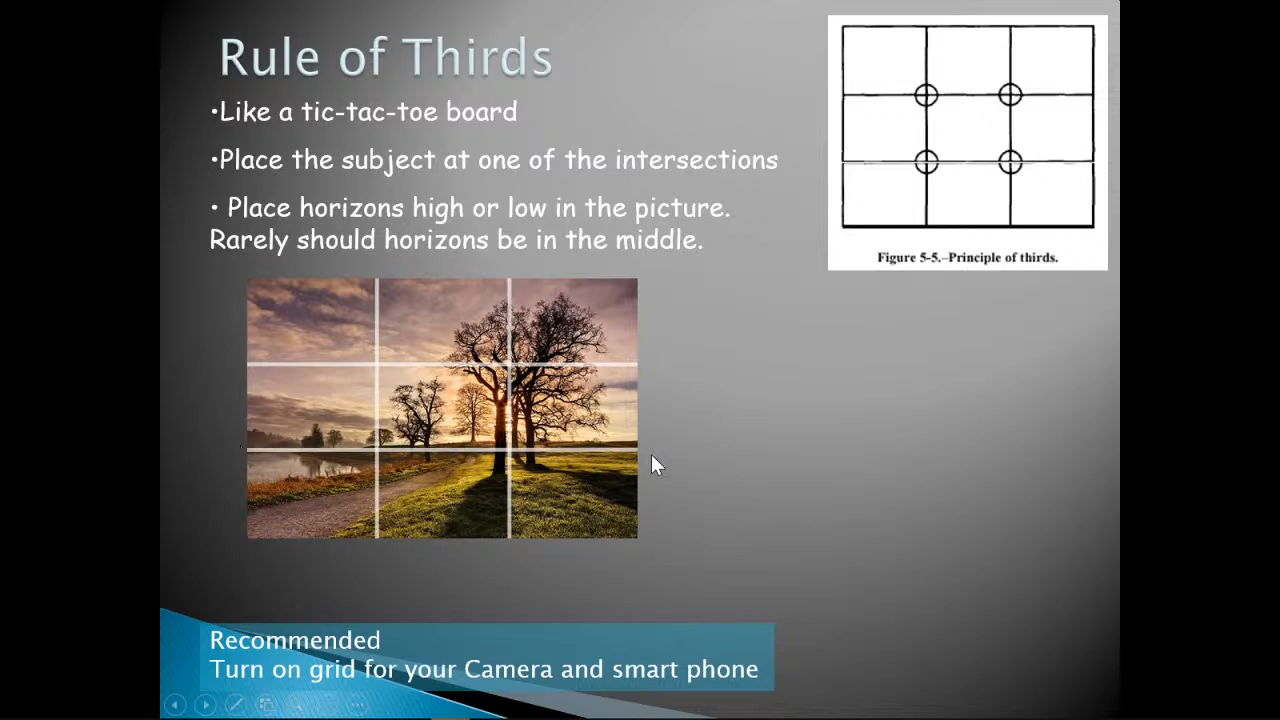 Rule of Thirds
•Like a tic-tac-toe board
•Place the subject at one of the intersections
• Place horizons high or low in the picture.
Rarely should horizons be in the middle.
Figure 5-5.–Principle of thirds.
Recommended
Turn on grid for your Camera and smart phone